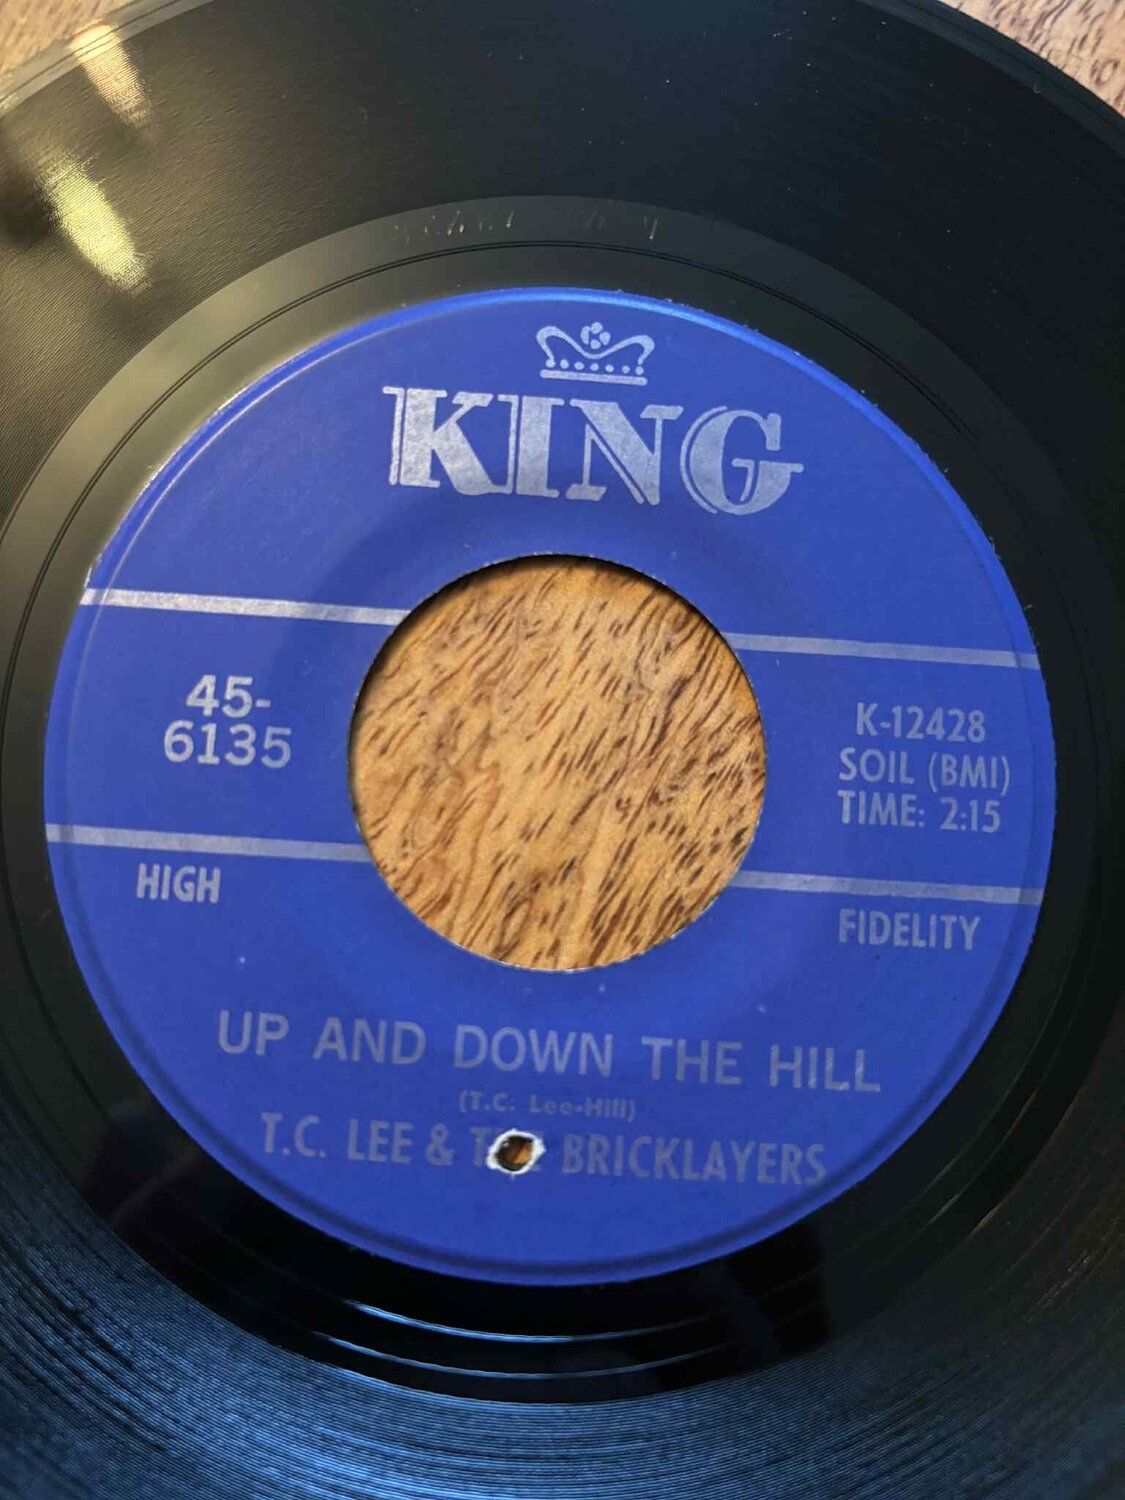 KING
45-
6135
K-12428
SOIL (BMI)
TIME: 2:15
HIGH
FIDELITY
UP AND DOWN THE HILL
(T.C. Lee-Hill)
T.C. LEE & THE BRICKLAYERS